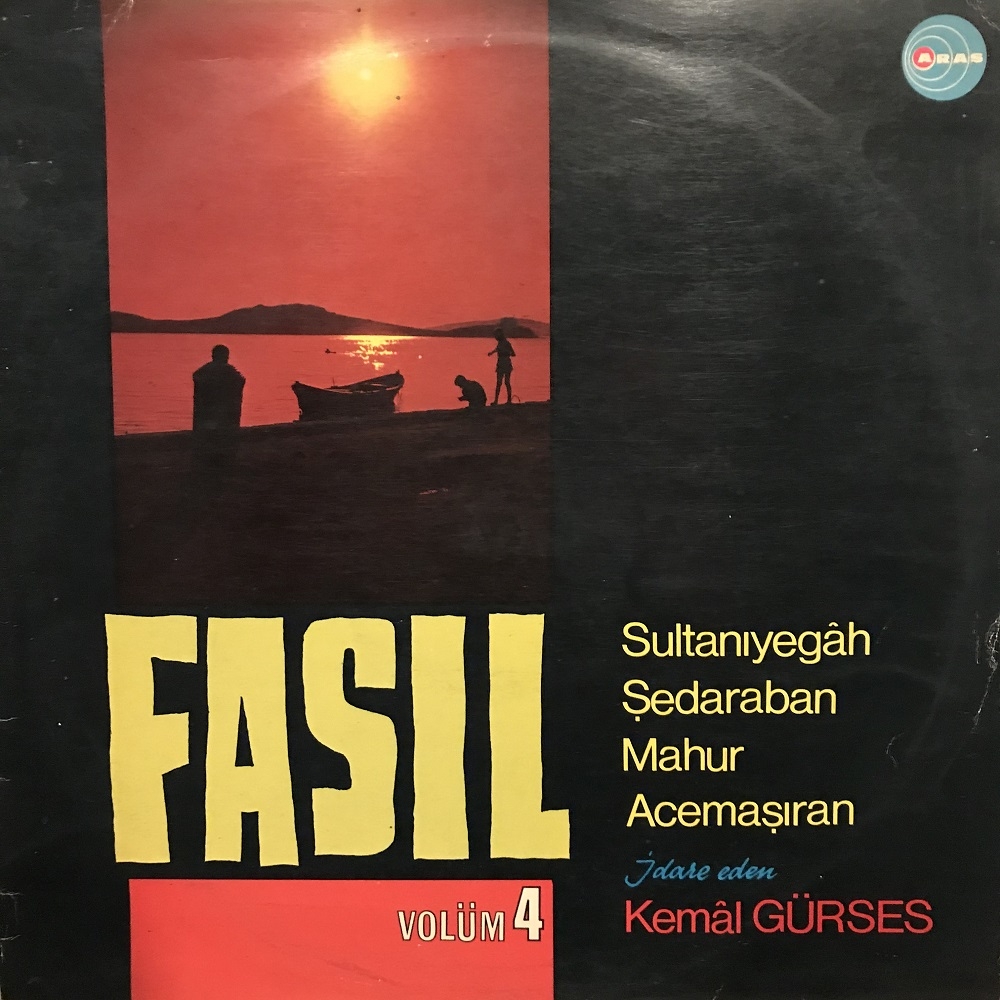 ARAS
FASIL
VOLÜM 4
Sultanıyegâh
Şedaraban
Mahur
Acemaşıran
İdare eden
Kemâl GÜRSES